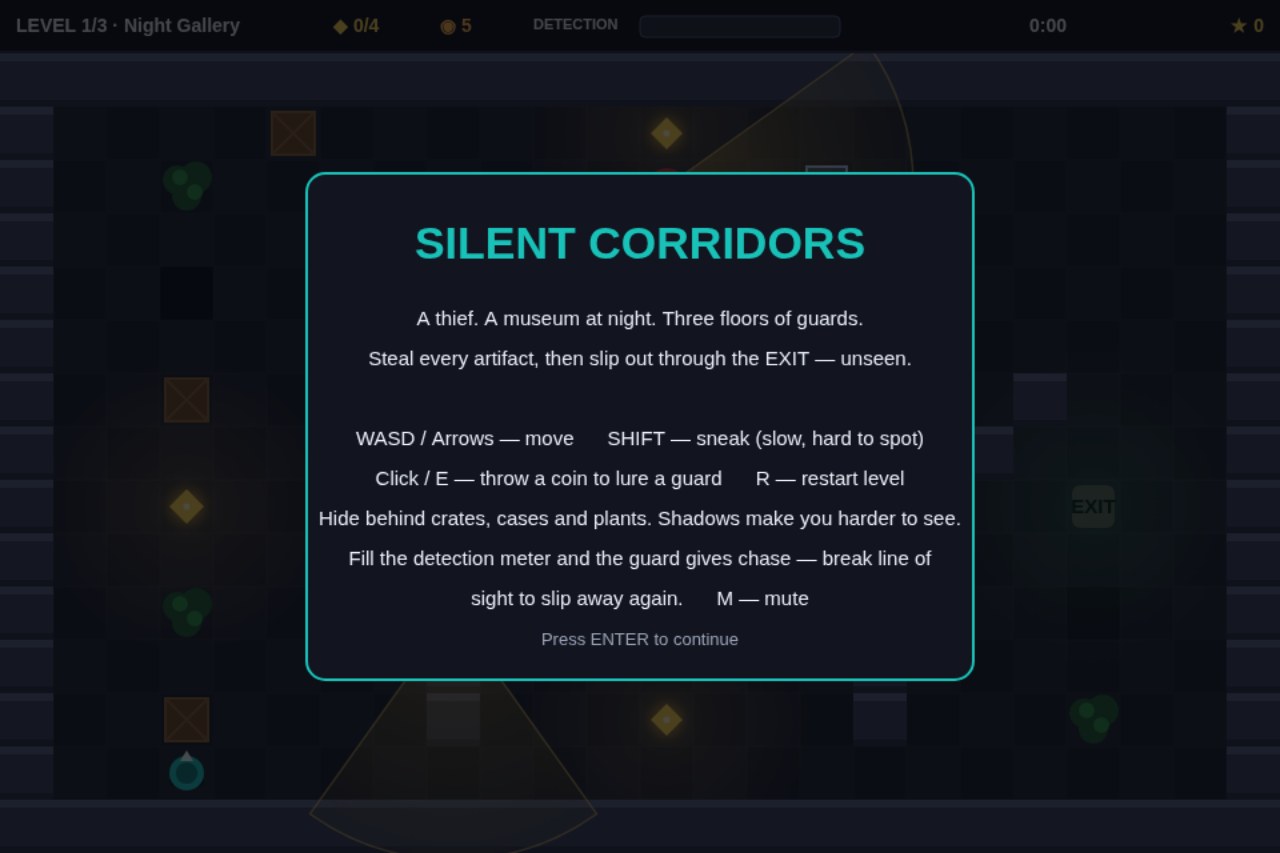 LEVEL 1/3 · Night Gallery ◆ 0/4 ◉ 5 DETECTION 0:00 ★ 0
SILENT CORRIDORS
A thief. A museum at night. Three floors of guards.
Steal every artifact, then slip out through the EXIT — unseen.
WASD / Arrows — move SHIFT — sneak (slow, hard to spot)
Click / E — throw a coin to lure a guard R — restart level
Hide behind crates, cases and plants. Shadows make you harder to see.
Fill the detection meter and the guard gives chase — break line of
sight to slip away again. M — mute
Press ENTER to continue
EXIT